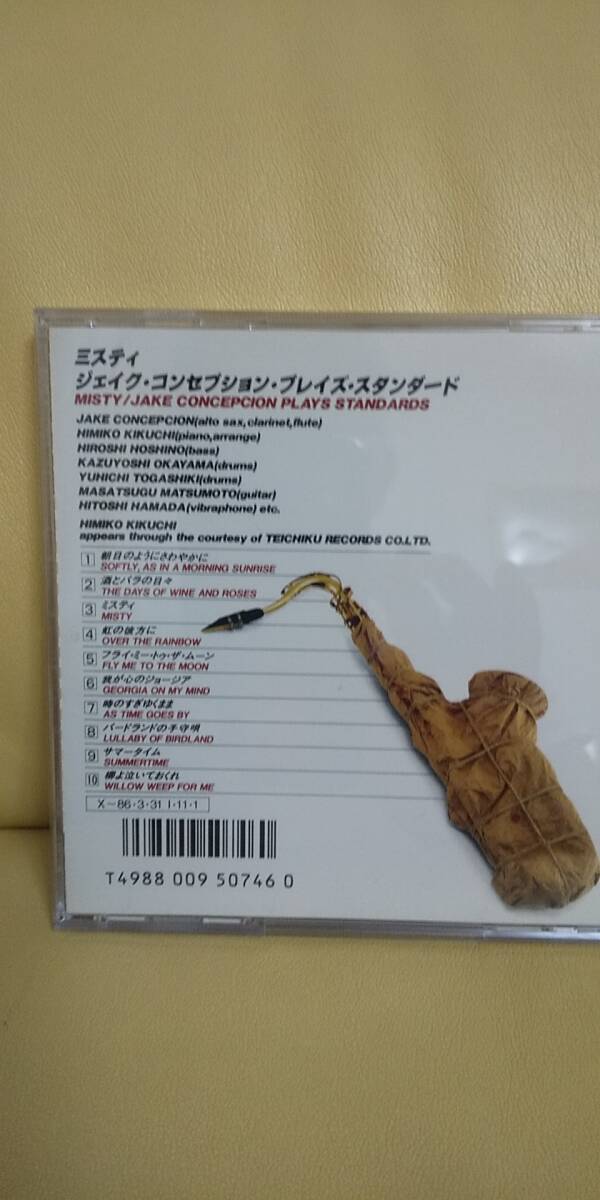 ミスティ
ジェイク・コンセプション・プレイズ・スタンダード
MISTY/JAKE CONCEPCION PLAYS STANDARDS
JAKE CONCEPCION(alto sax,clarinet,flute)
HIMIKO KIKUCHI(piano,arrange)
HIROSHI HOSHINO(bass)
KAZUYOSHI OKAYAMA(drums)
YUHICHI TOGASHIKI(drums)
MASATSUGU MATSUMOTO(guitar)
HITOSHI HAMADA(vibraphone) etc.
HIMIKO KIKUCHI
appears through the courtesy of TEICHIKU RECORDS CO.LTD.
1 朝日のようにさわやかに
SOFTLY, AS IN A MORNING SUNRISE
2 酒とバラの日々
THE DAYS OF WINE AND ROSES
3 ミスティ
MISTY
4 虹の彼方に
OVER THE RAINBOW
5 フライ・ミー・トゥ・ザ・ムーン
FLY ME TO THE MOON
6 我が心のジョージア
GEORGIA ON MY MIND
7 時のすぎゆくまま
AS TIME GOES BY
8 バードランドの子守唄
LULLABY OF BIRDLAND
9 サマータイム
SUMMERTIME
10 柳よ泣いておくれ
WILLOW WEEP FOR ME
X-86・3・31 I・11・1
T4988 009 50746 0